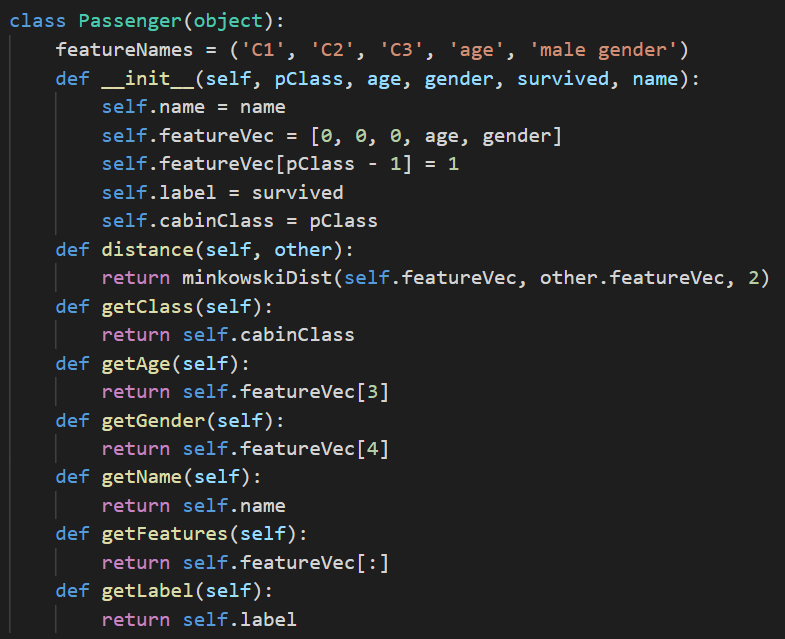 class Passenger(object):
    featureNames = ('C1', 'C2', 'C3', 'age', 'male gender')
    def __init__(self, pClass, age, gender, survived, name):
        self.name = name
        self.featureVec = [0, 0, 0, age, gender]
        self.featureVec[pClass - 1] = 1
        self.label = survived
        self.cabinClass = pClass
    def distance(self, other):
        return minkowskiDist(self.featureVec, other.featureVec, 2)
    def getClass(self):
        return self.cabinClass
    def getAge(self):
        return self.featureVec[3]
    def getGender(self):
        return self.featureVec[4]
    def getName(self):
        return self.name
    def getFeatures(self):
        return self.featureVec[:]
    def getLabel(self):
        return self.label